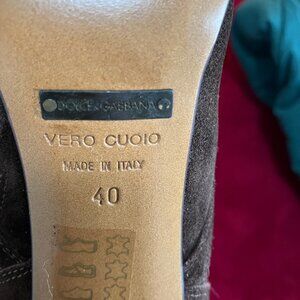 DOLCE & GABBANA
VERO CUOIO
MADE IN ITALY
40